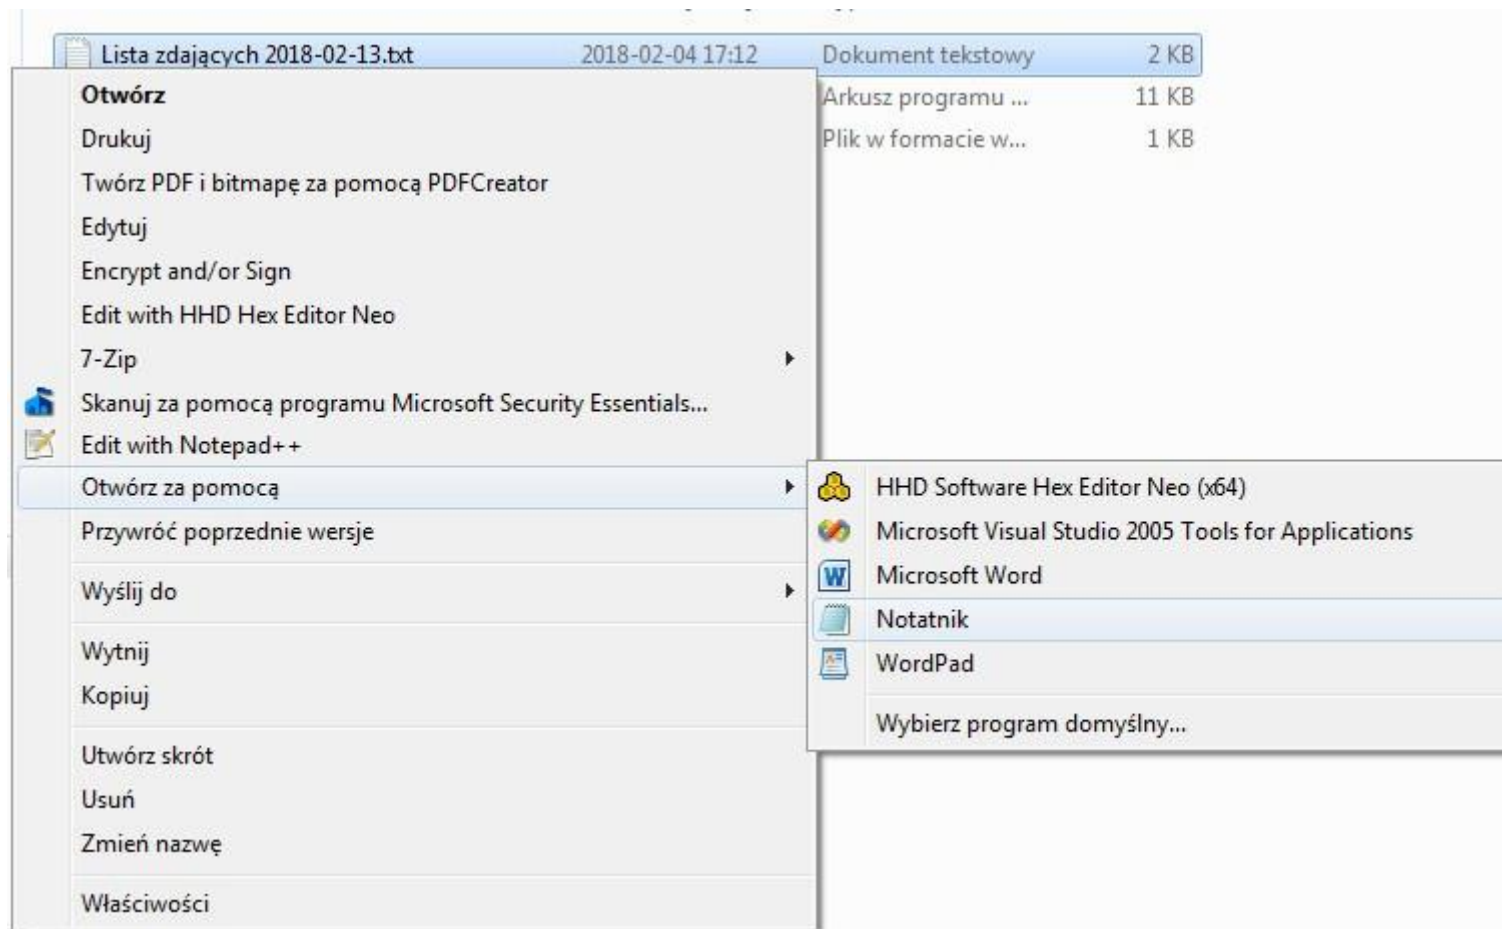 Lista zdających 2018-02-13.txt 2018-02-04 17:12 Dokument tekstowy 2 KB
Arkusz programu ... 11 KB
Plik w formacie w... 1 KB
Otwórz
Drukuj
Twórz PDF i bitmapę za pomocą PDFCreator
Edytuj
Encrypt and/or Sign
Edit with HHD Hex Editor Neo
7-Zip
Skanuj za pomocą programu Microsoft Security Essentials...
Edit with Notepad++
Otwórz za pomocą
Przywróć poprzednie wersje
Wyślij do
Wytnij
Kopiuj
Utwórz skrót
Usuń
Zmień nazwę
Właściwości
HHD Software Hex Editor Neo (x64)
Microsoft Visual Studio 2005 Tools for Applications
Microsoft Word
Notatnik
WordPad
Wybierz program domyślny...